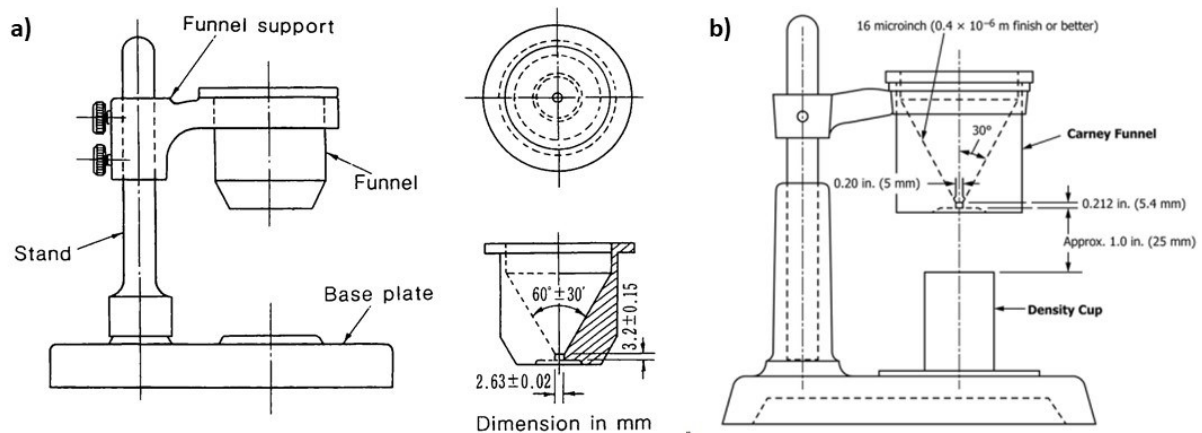 a)
Funnel support
Funnel
Stand
Base plate
60°±30′
3.2±0.15
2.63±0.02
Dimension in mm
b)
16 microinch (0.4 × 10⁻⁶ m finish or better)
30°
Carney Funnel
0.20 in. (5 mm)
0.212 in. (5.4 mm)
Approx. 1.0 in. (25 mm)
Density Cup